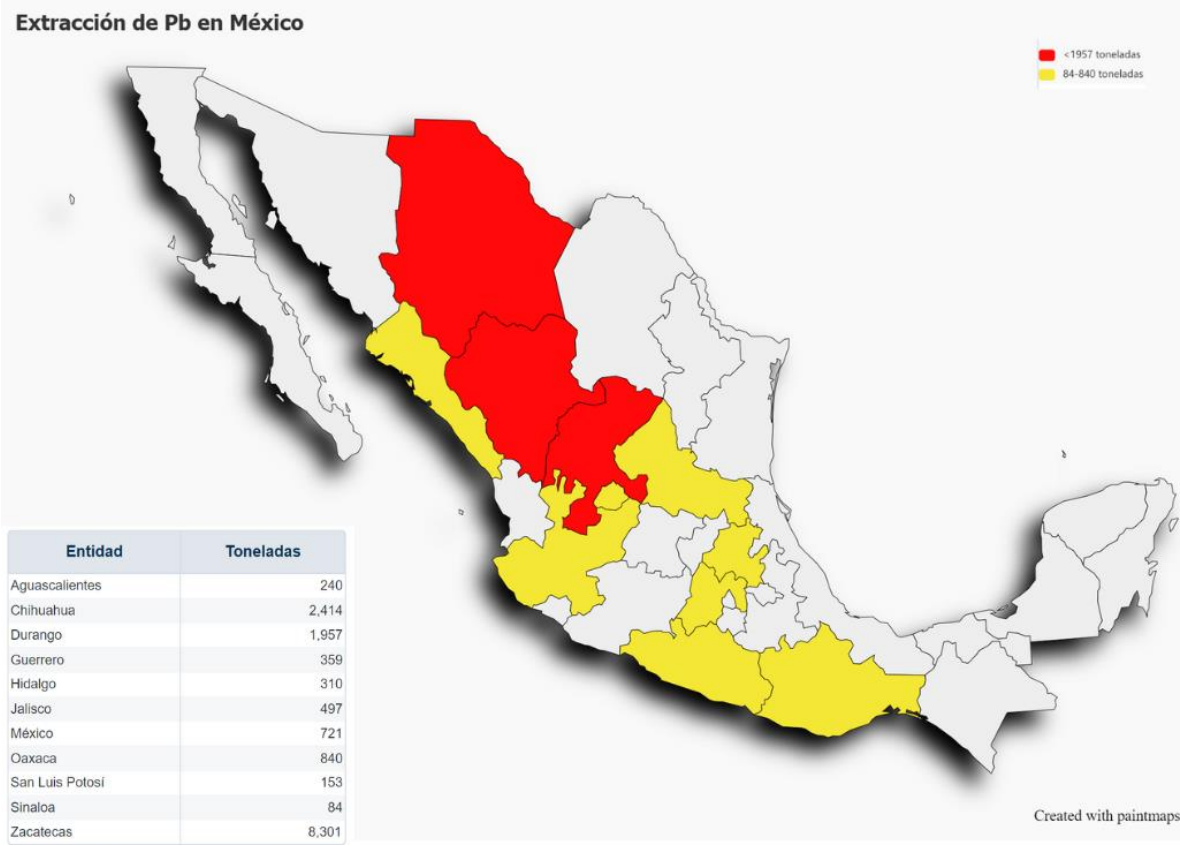 Extracción de Pb en México
<1957 toneladas
84-840 toneladas
Entidad Toneladas
Aguascalientes 240
Chihuahua 2,414
Durango 1,957
Guerrero 359
Hidalgo 310
Jalisco 497
México 721
Oaxaca 840
San Luis Potosí 153
Sinaloa 84
Zacatecas 8,301
Created with paintmaps